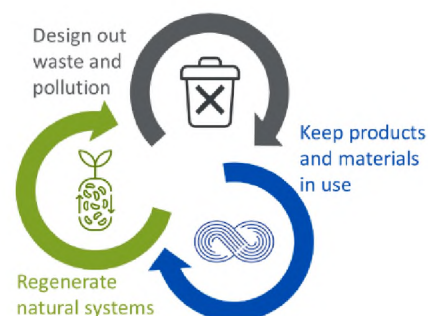 Design out
waste and
pollution
Keep products
and materials
in use
Regenerate
natural systems